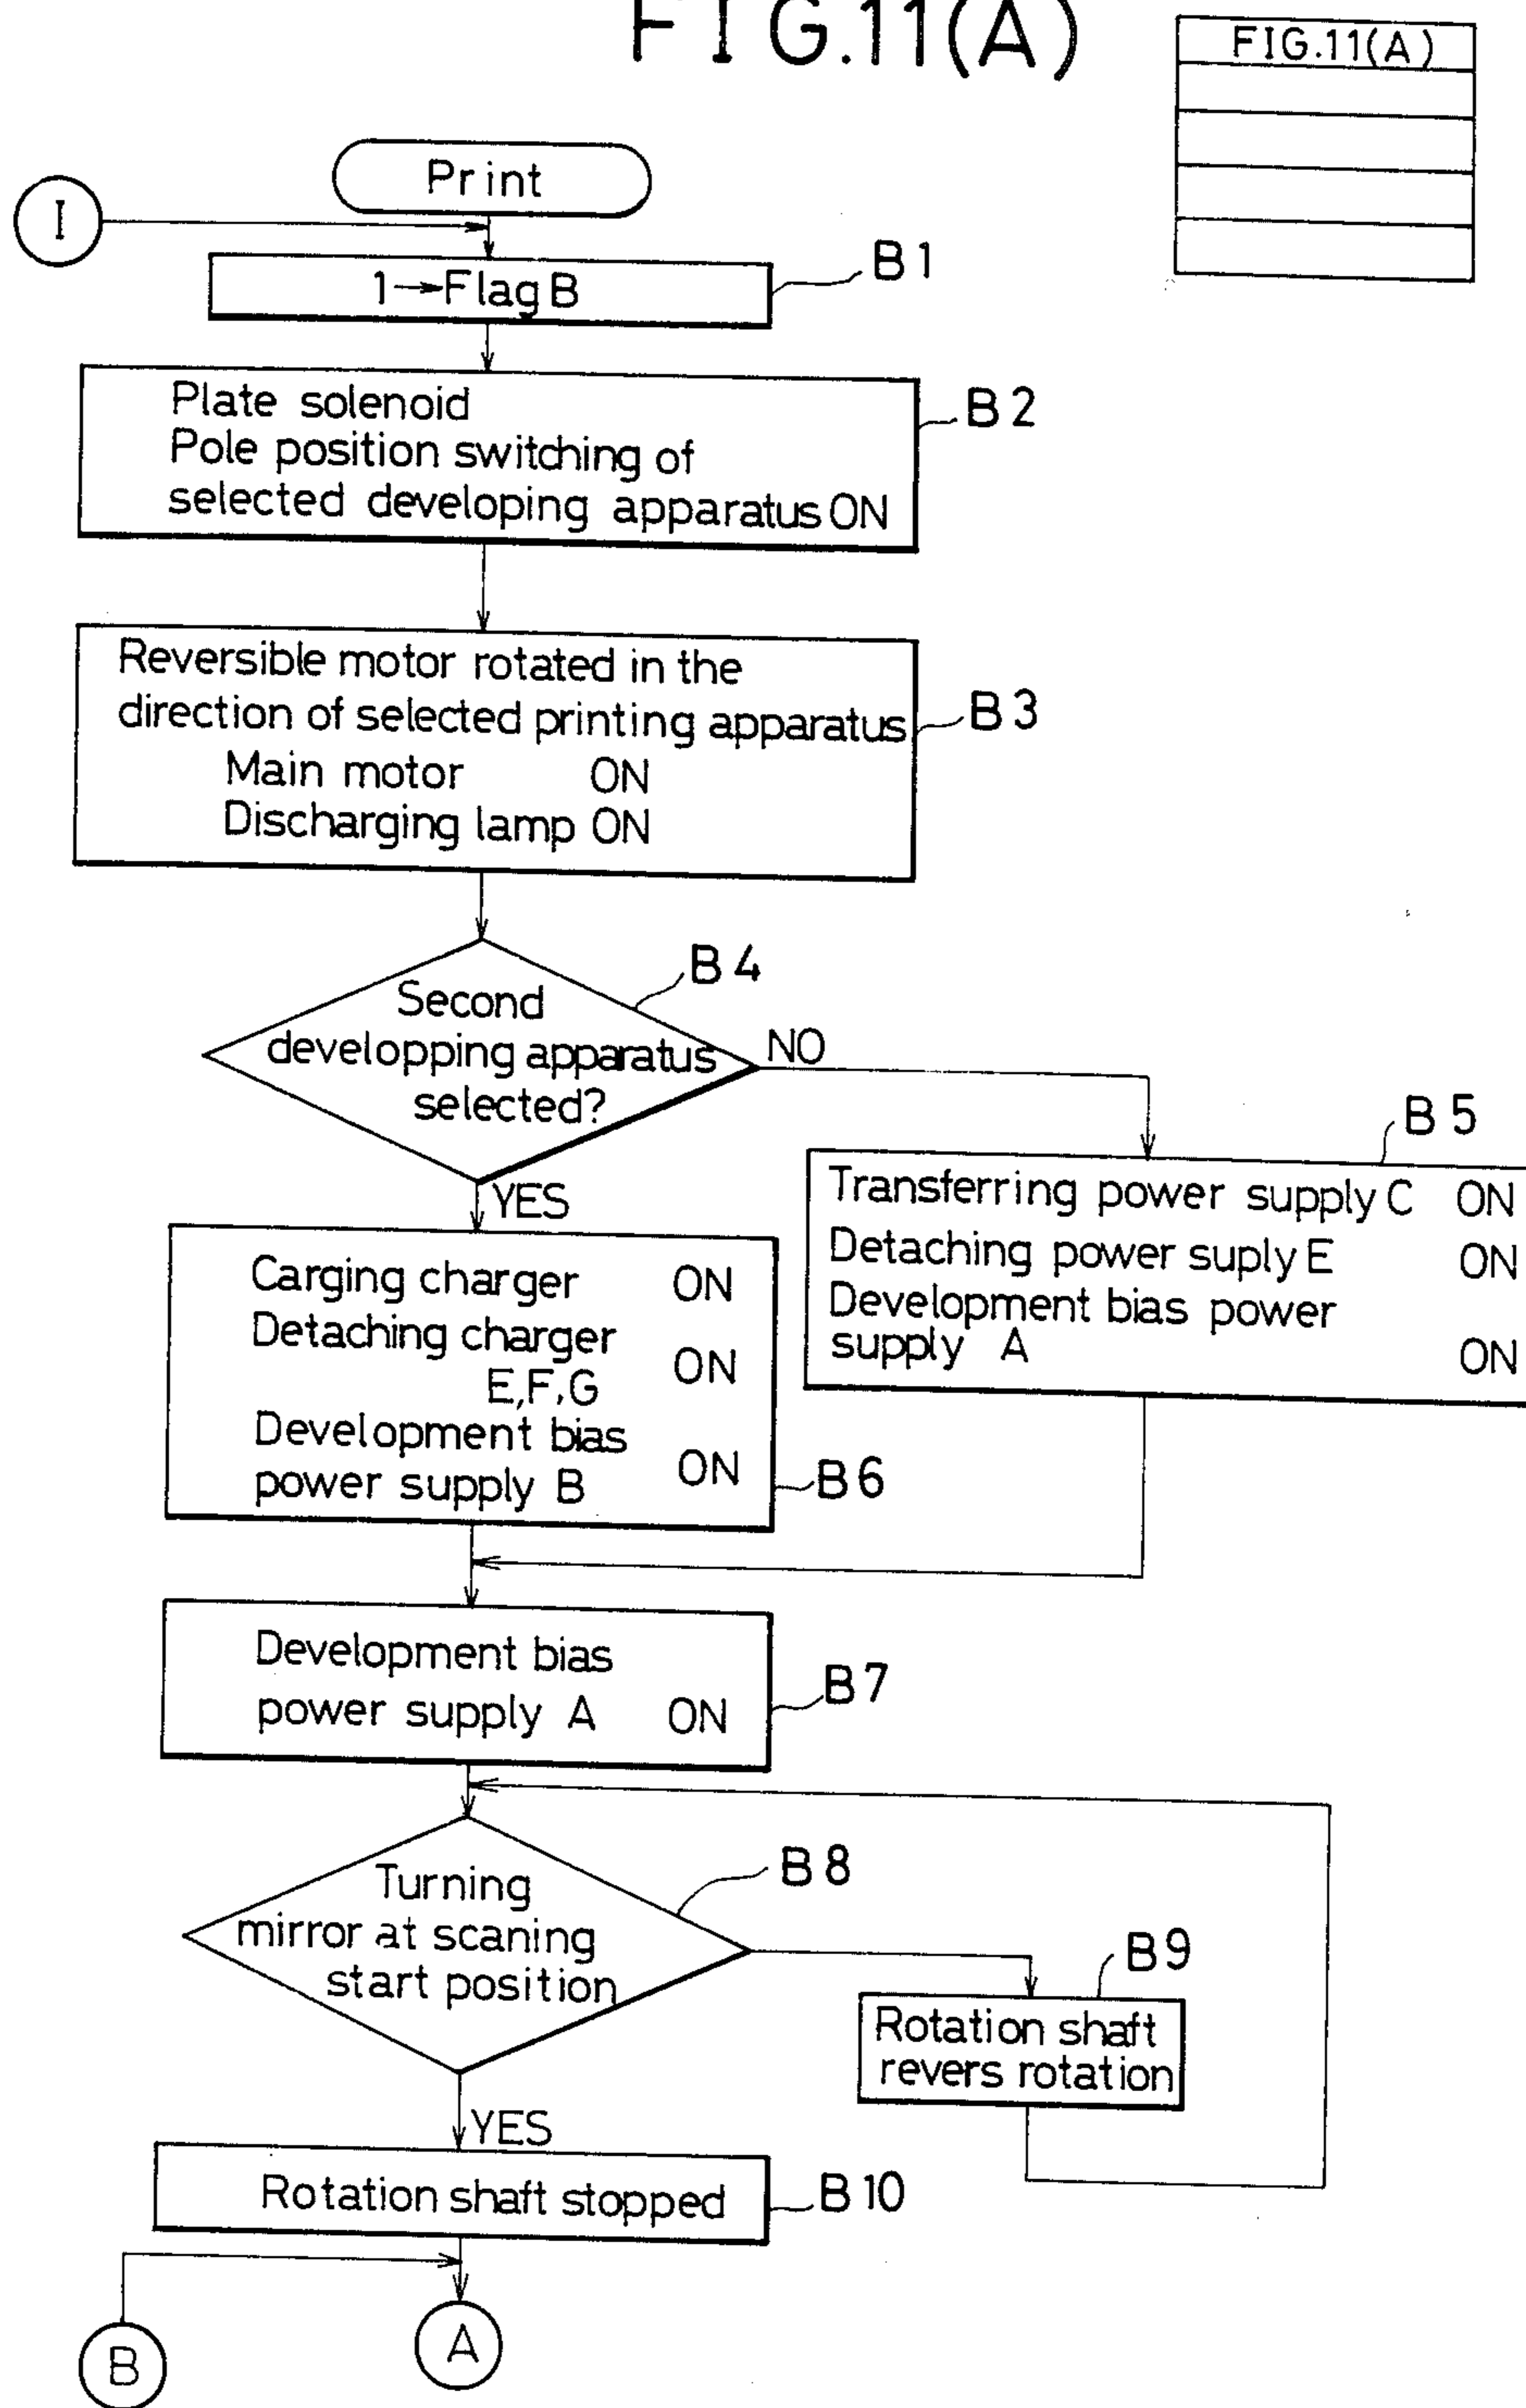 FIG.11(A)
FIG.11(A)
Print
I
1→Flag B
B1
Plate solenoid
Pole position switching of
selected developing apparatus ON
B2
Reversible motor rotated in the
direction of selected printing apparatus
Main motor ON
Discharging lamp ON
B3
B4
Second
developping apparatus
selected?
NO
YES
B5
Transferring power supply C ON
Detaching power suply E ON
Development bias power
supply A ON
Carging charger ON
Detaching charger
E,F,G ON
Development bias
power supply B ON
B6
Development bias
power supply A ON
B7
Turning
mirror at scaning
start position
B8
B9
Rotation shaft
revers rotation
YES
Rotation shaft stopped
B10
B
A